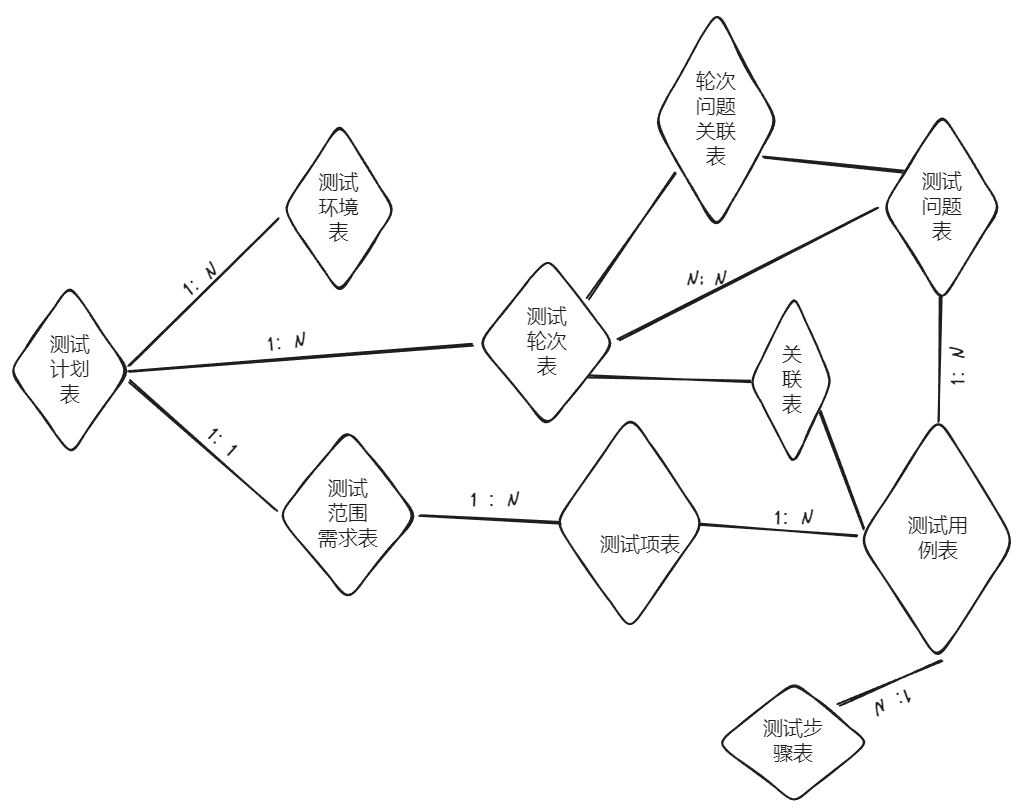 轮次
问题
关联
表
测试
环境
表
测试
问题
表
1: N
N: N
测试
轮次
表
1: N
测试
计划
表
关
联
表
1: N
1: 1
测试
范围
需求表
1 : N
测试项表
1: N
测试用
例表
1: N
测试步
骤表